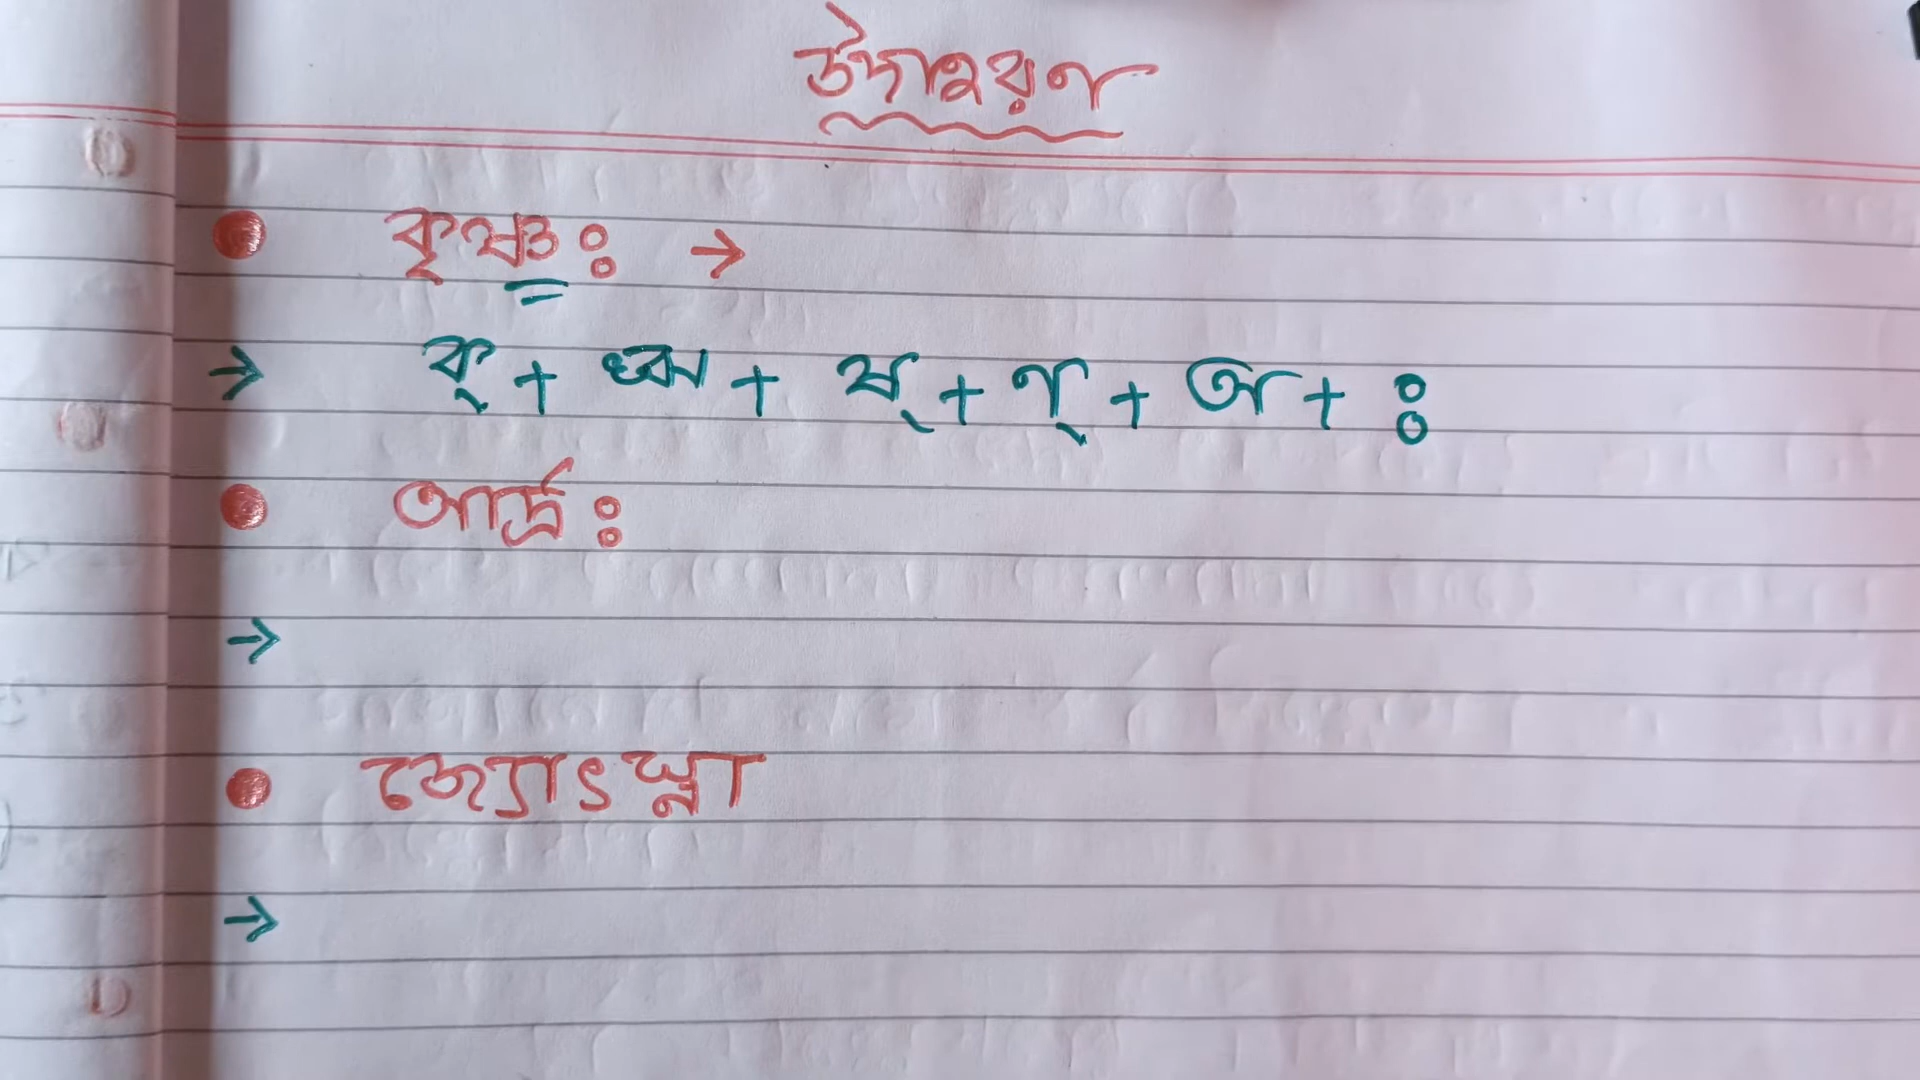 উদাহরণ
● কৃষ্ণঃ →
→ ক্ + ঋ + ষ্ + ণ্ + অ + ঃ
● আর্দ্রঃ
→
● জ্যোৎস্না
→